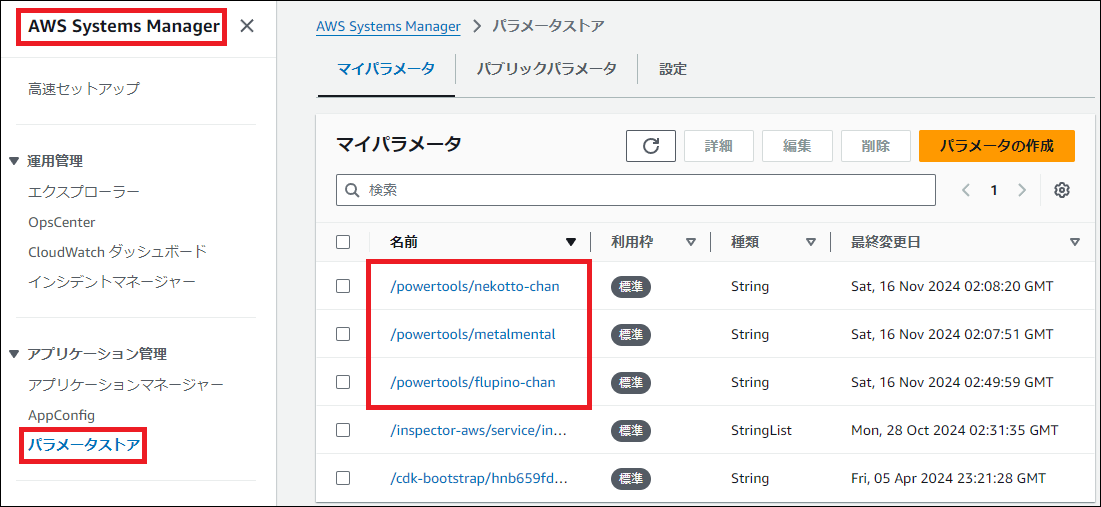 AWS Systems Manager
高速セットアップ
運用管理
エクスプローラー
OpsCenter
CloudWatch ダッシュボード
インシデントマネージャー
アプリケーション管理
アプリケーションマネージャー
AppConfig
パラメータストア
AWS Systems Manager > パラメータストア
マイパラメータ パブリックパラメータ 設定
マイパラメータ 詳細 編集 削除 パラメータの作成
検索 1
名前 利用枠 種類 最終変更日
/powertools/nekotto-chan 標準 String Sat, 16 Nov 2024 02:08:20 GMT
/powertools/metalmental 標準 String Sat, 16 Nov 2024 02:07:51 GMT
/powertools/flupino-chan 標準 String Sat, 16 Nov 2024 02:49:59 GMT
/inspector-aws/service/in... 標準 StringList Mon, 28 Oct 2024 02:31:35 GMT
/cdk-bootstrap/hnb659fd... 標準 String Fri, 05 Apr 2024 23:21:28 GMT